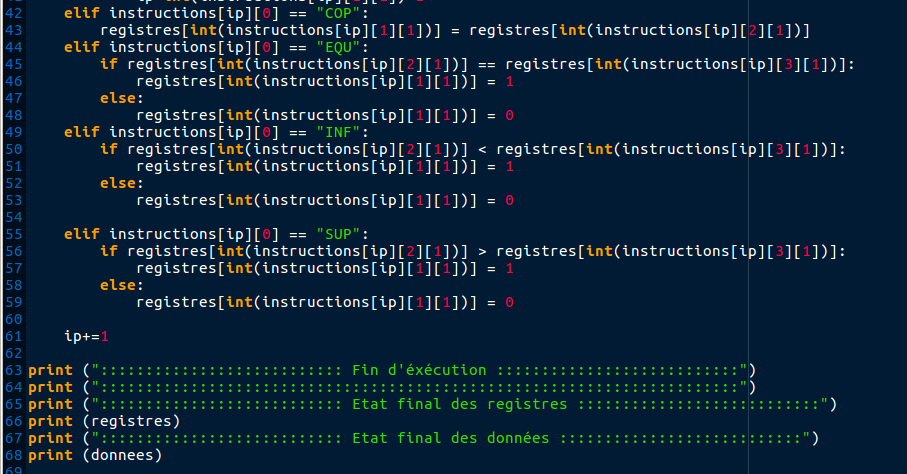 42 elif instructions[ip][0] == "COP":
43 registres[int(instructions[ip][1][1])] = registres[int(instructions[ip][2][1])]
44 elif instructions[ip][0] == "EQU":
45 if registres[int(instructions[ip][2][1])] == registres[int(instructions[ip][3][1])]:
46 registres[int(instructions[ip][1][1])] = 1
47 else:
48 registres[int(instructions[ip][1][1])] = 0
49 elif instructions[ip][0] == "INF":
50 if registres[int(instructions[ip][2][1])] < registres[int(instructions[ip][3][1])]:
51 registres[int(instructions[ip][1][1])] = 1
52 else:
53 registres[int(instructions[ip][1][1])] = 0
54
55 elif instructions[ip][0] == "SUP":
56 if registres[int(instructions[ip][2][1])] > registres[int(instructions[ip][3][1])]:
57 registres[int(instructions[ip][1][1])] = 1
58 else:
59 registres[int(instructions[ip][1][1])] = 0
60
61 ip+=1
62
63 print ("::::::::::::::::::::::::::: Fin d'éxécution :::::::::::::::::::::::::::")
64 print (":::::::::::::::::::::::::::::::::::::::::::::::::::::::::::::::::::::::")
65 print ("::::::::::::::::::::::::::: Etat final des registres :::::::::::::::::::::::::::")
66 print (registres)
67 print ("::::::::::::::::::::::::::: Etat final des données :::::::::::::::::::::::::::")
68 print (donnees)
69